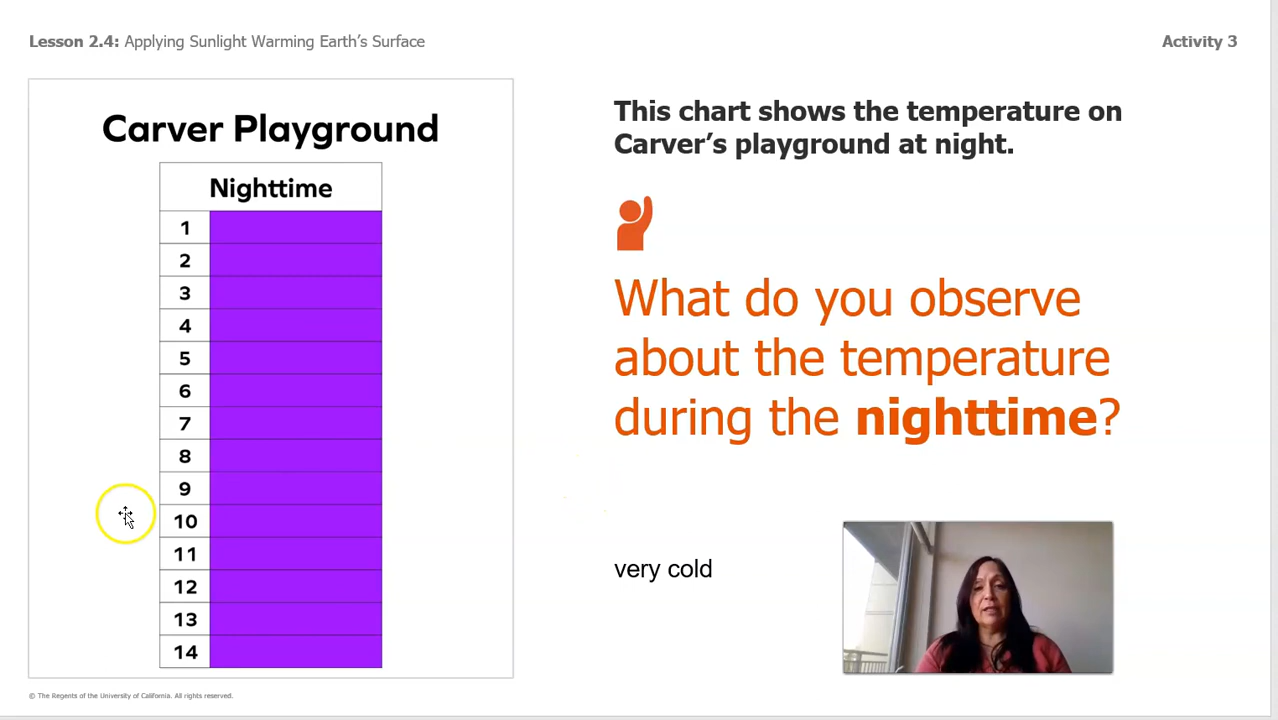 Lesson 2.4: Applying Sunlight Warming Earth's Surface
Activity 3
Carver Playground
Nighttime
1
2
3
4
5
6
7
8
9
10
11
12
13
14
This chart shows the temperature on
Carver's playground at night.
What do you observe
about the temperature
during the nighttime?
very cold
© The Regents of the University of California. All rights reserved.